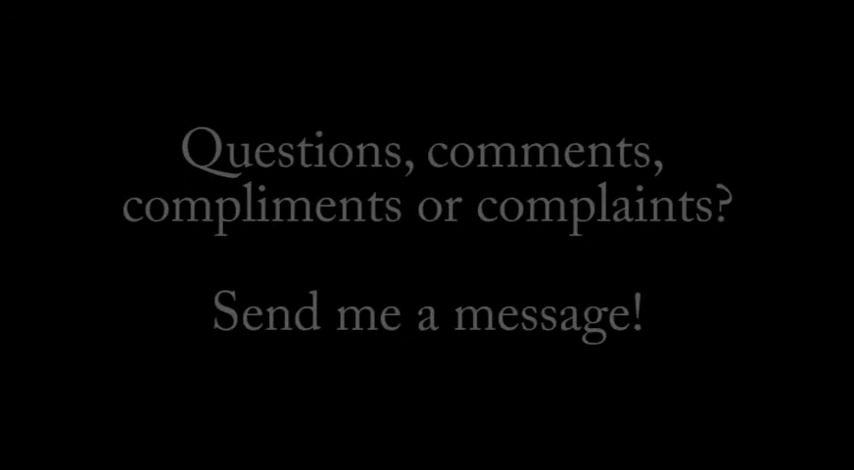 Questions, comments,
compliments or complaints?
Send me a message!